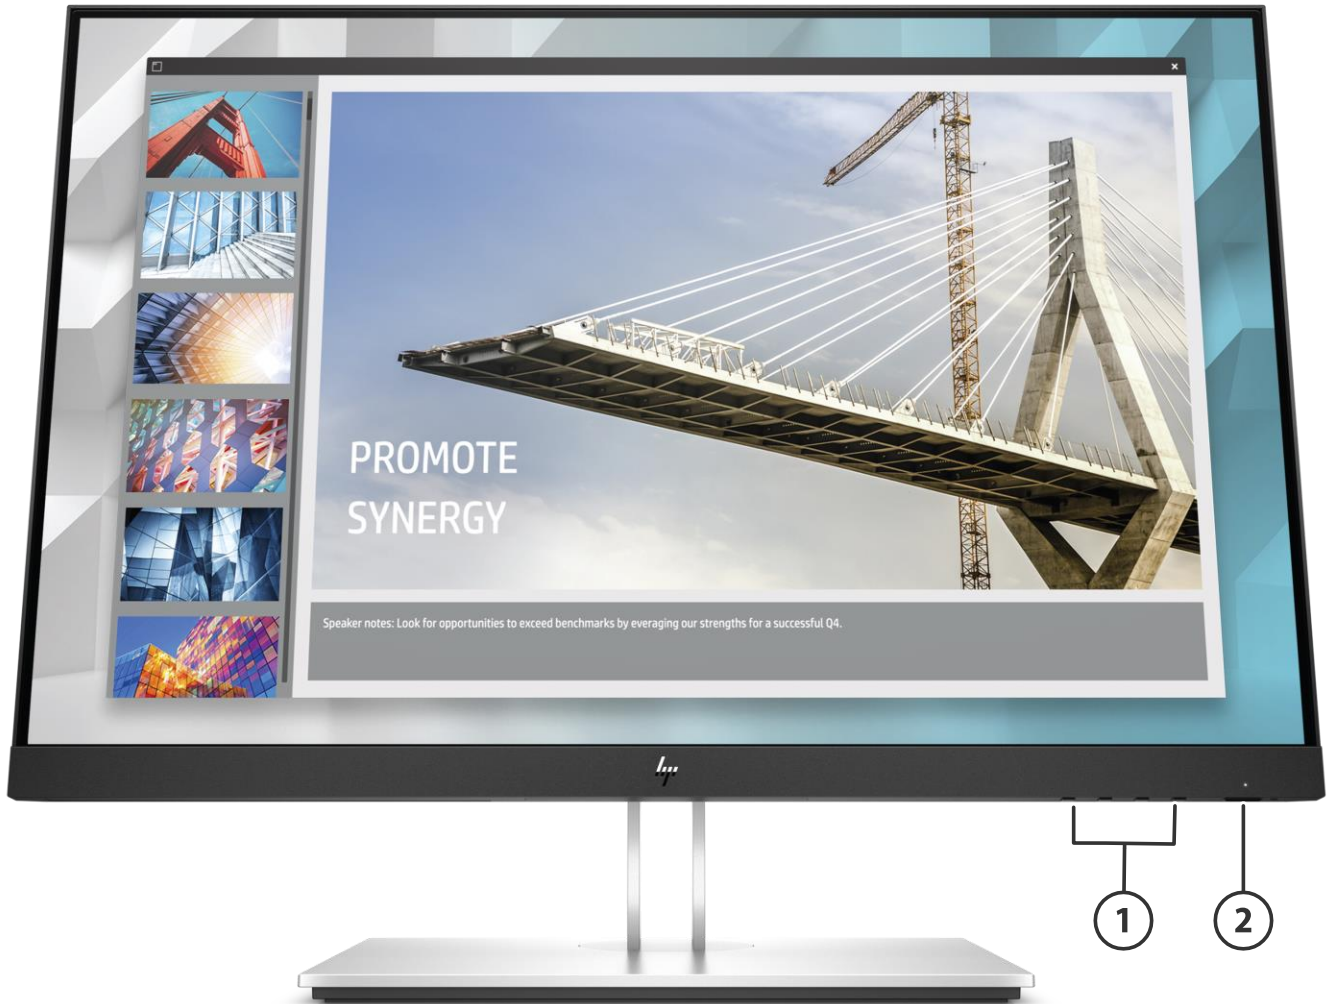 PROMOTE
SYNERGY
Speaker notes: Look for opportunities to exceed benchmarks by everaging our strengths for a successful Q4.
hp
1
2